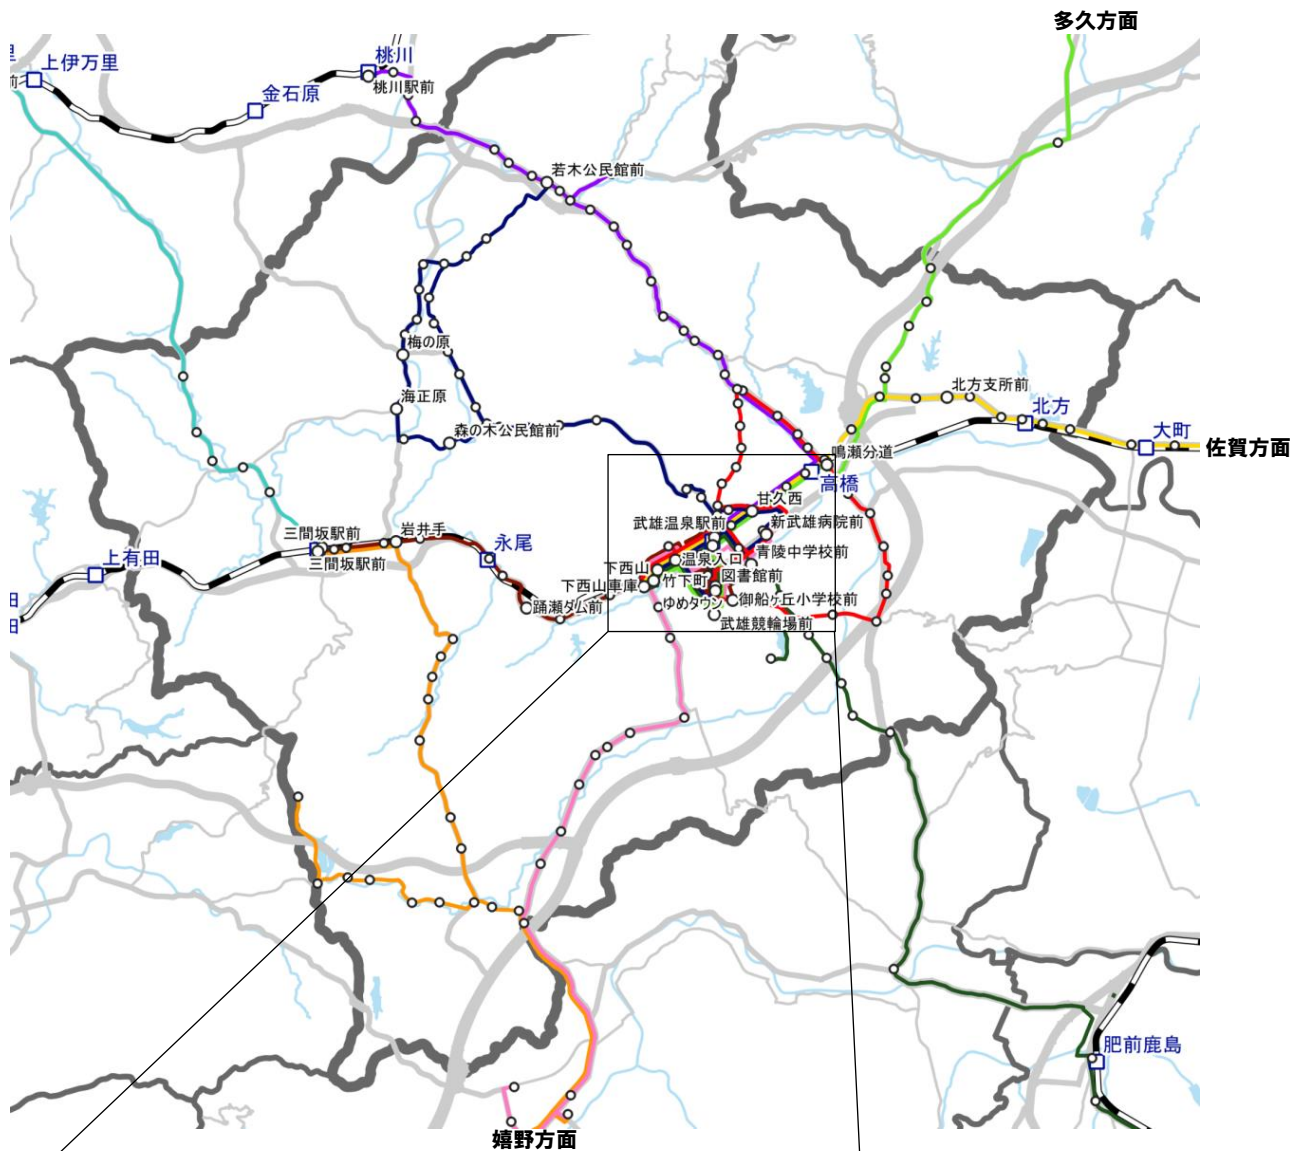 多久方面
桃川
上伊万里
桃川駅前
金石原
若木公民館前
梅の原
北方支所前
海正原
北方
森の木公民館前
大町
佐賀方面
鳴瀬分道
高橋
甘久西
武雄温泉駅前
新武雄病院前
三間坂駅前
岩井手
永尾
青陵中学校前
上有田
三間坂駅前
温泉入口
下西山
図書館前
下西山車庫
竹下町
踊瀬ダム前
ゆめタウン
御船ヶ丘小学校前
武雄競輪場前
田
田
肥前鹿島
嬉野方面